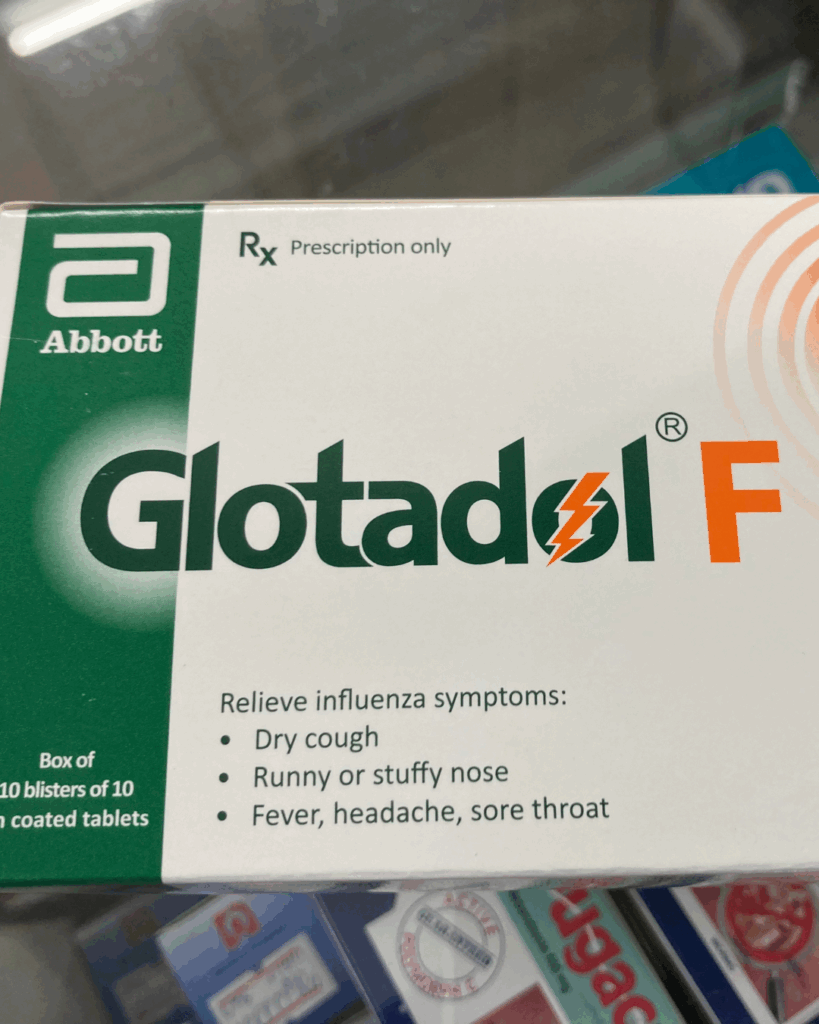 Abbott
Rx Prescription only
Glotadol® F
Relieve influenza symptoms:
• Dry cough
• Runny or stuffy nose
• Fever, headache, sore throat
Box of
10 blisters of 10
coated tablets
ACTIVE